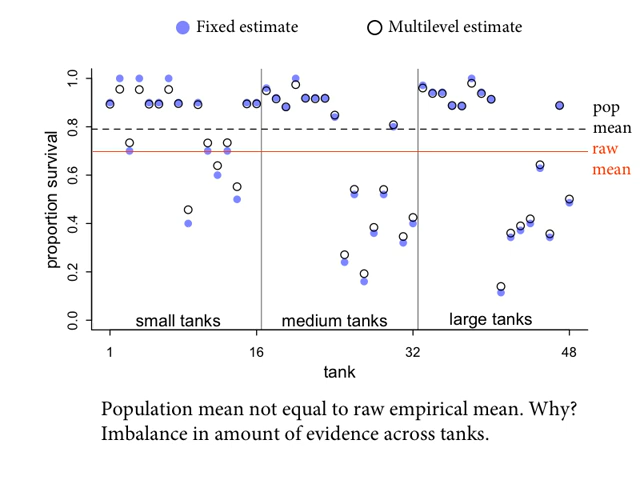 Fixed estimate
Multilevel estimate
1.0
0.8
0.6
0.4
0.2
0.0
proportion survival
pop
mean
raw
mean
small tanks
medium tanks
large tanks
1
16
32
48
tank
Population mean not equal to raw empirical mean. Why?
Imbalance in amount of evidence across tanks.